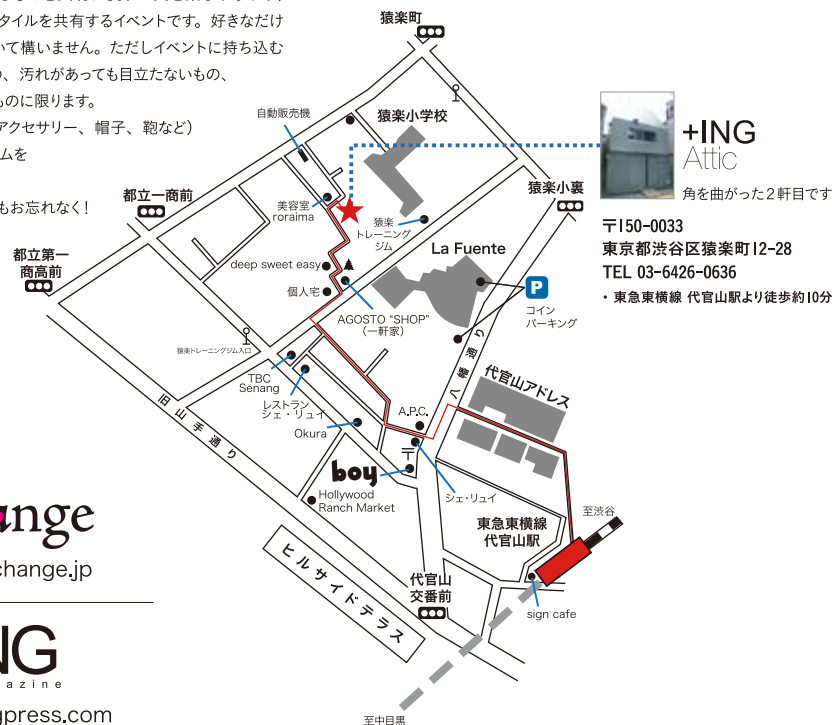 タイルを共有するイベントです。好きなだけ
いて構いません。ただしイベントに持ち込む
、汚れがあっても目立たないもの、
ものに限ります。
アクセサリー、帽子、鞄など)
ムを
もお忘れなく!
猿楽町
自動販売機
猿楽小学校
+ING
Attic
角を曲がった2軒目です
〒150-0033
東京都渋谷区猿楽町12-28
TEL 03-6426-0636
・東急東横線 代官山駅より徒歩約10分
都立一商前
美容室
roraima
猿楽
トレーニング
ジム
猿楽小裏
都立第一
商高前
deep sweet easy
個人宅
La Fuente
P
コイン
パーキング
AGOSTO “SHOP”
(一軒家)
猿楽トレーニングジム入口
八幡通り
旧山手通り
TBC
Senang
レストラン
シェ・リュイ
Okura
A.P.C.
代官山アドレス
〒
boy
Hollywood
Ranch Market
シェ・リュイ
東急東横線
代官山駅
至渋谷
ヒルサイドテラス
代官山
交番前
sign cafe
至中目黒
ange
change.jp
NG
azine
gpress.com